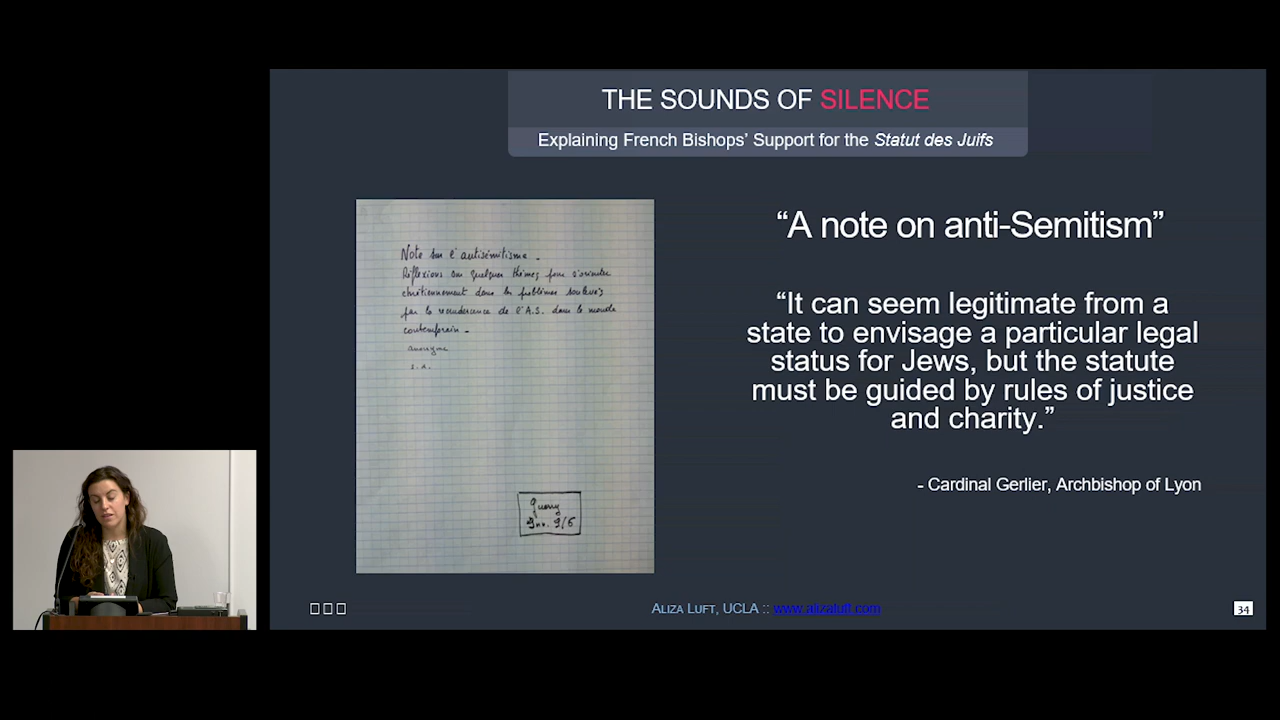 THE SOUNDS OF SILENCE
Explaining French Bishops' Support for the Statut des Juifs
“A note on anti-Semitism”
“It can seem legitimate from a
state to envisage a particular legal
status for Jews, but the statute
must be guided by rules of justice
and charity.”
- Cardinal Gerlier, Archbishop of Lyon
Note sur l'antisémitisme.
Réflexions sur quelques thèmes pour s'orienter
chrétiennement dans les problèmes soulevés
par la recrudescence de l'A.S. dans le monde
contemporain.
anonyme
s.d.
Guerry
9/6
ALIZA LUFT, UCLA :: www.alizaluft.com
34